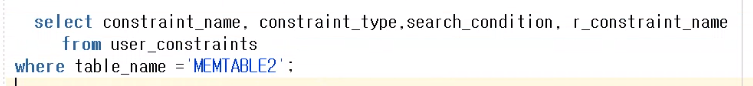 select constraint_name, constraint_type,search_condition, r_constraint_name
from user_constraints
where table_name ='MEMTABLE2';